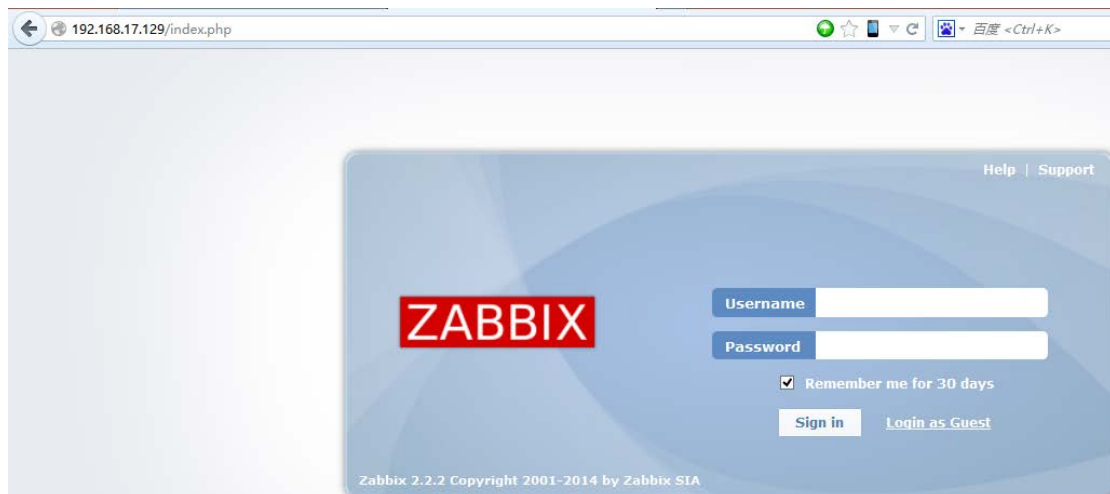 192.168.17.129/index.php
百度 <Ctrl+K>
Help | Support
ZABBIX
Username
Password
Remember me for 30 days
Sign in Login as Guest
Zabbix 2.2.2 Copyright 2001-2014 by Zabbix SIA